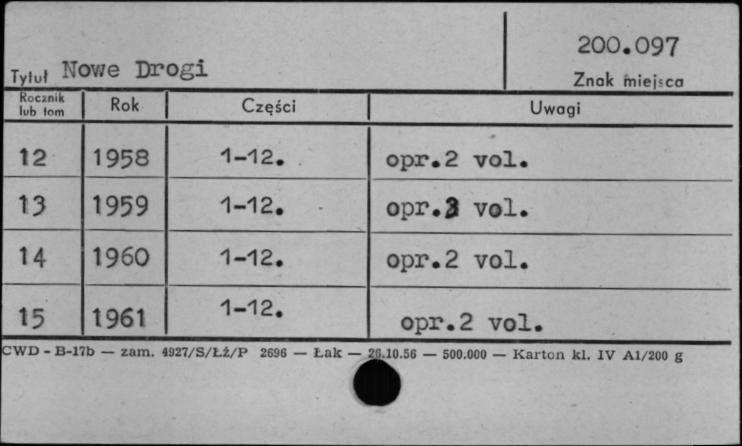 200.097
Tytuł Nowe Drogi
Znak miejsca
Rocznik lub tom Rok Części Uwagi
12 1958 1-12. opr.2 vol.
13 1959 1-12. opr.3 vol.
14 1960 1-12. opr.2 vol.
15 1961 1-12. opr.2 vol.
CWD - B-17b — zam. 4927/S/Łż/P 2696 — Łak — 26.10.56 — 500.000 — Karton kl. IV A1/200 g